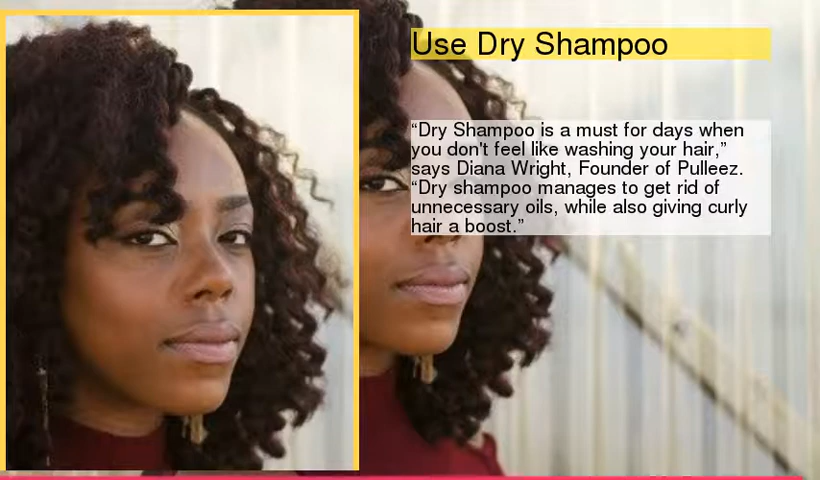 Use Dry Shampoo
“Dry Shampoo is a must for days when
you don't feel like washing your hair,”
says Diana Wright, Founder of Pulleez.
“Dry shampoo manages to get rid of
unnecessary oils, while also giving curly
hair a boost.”